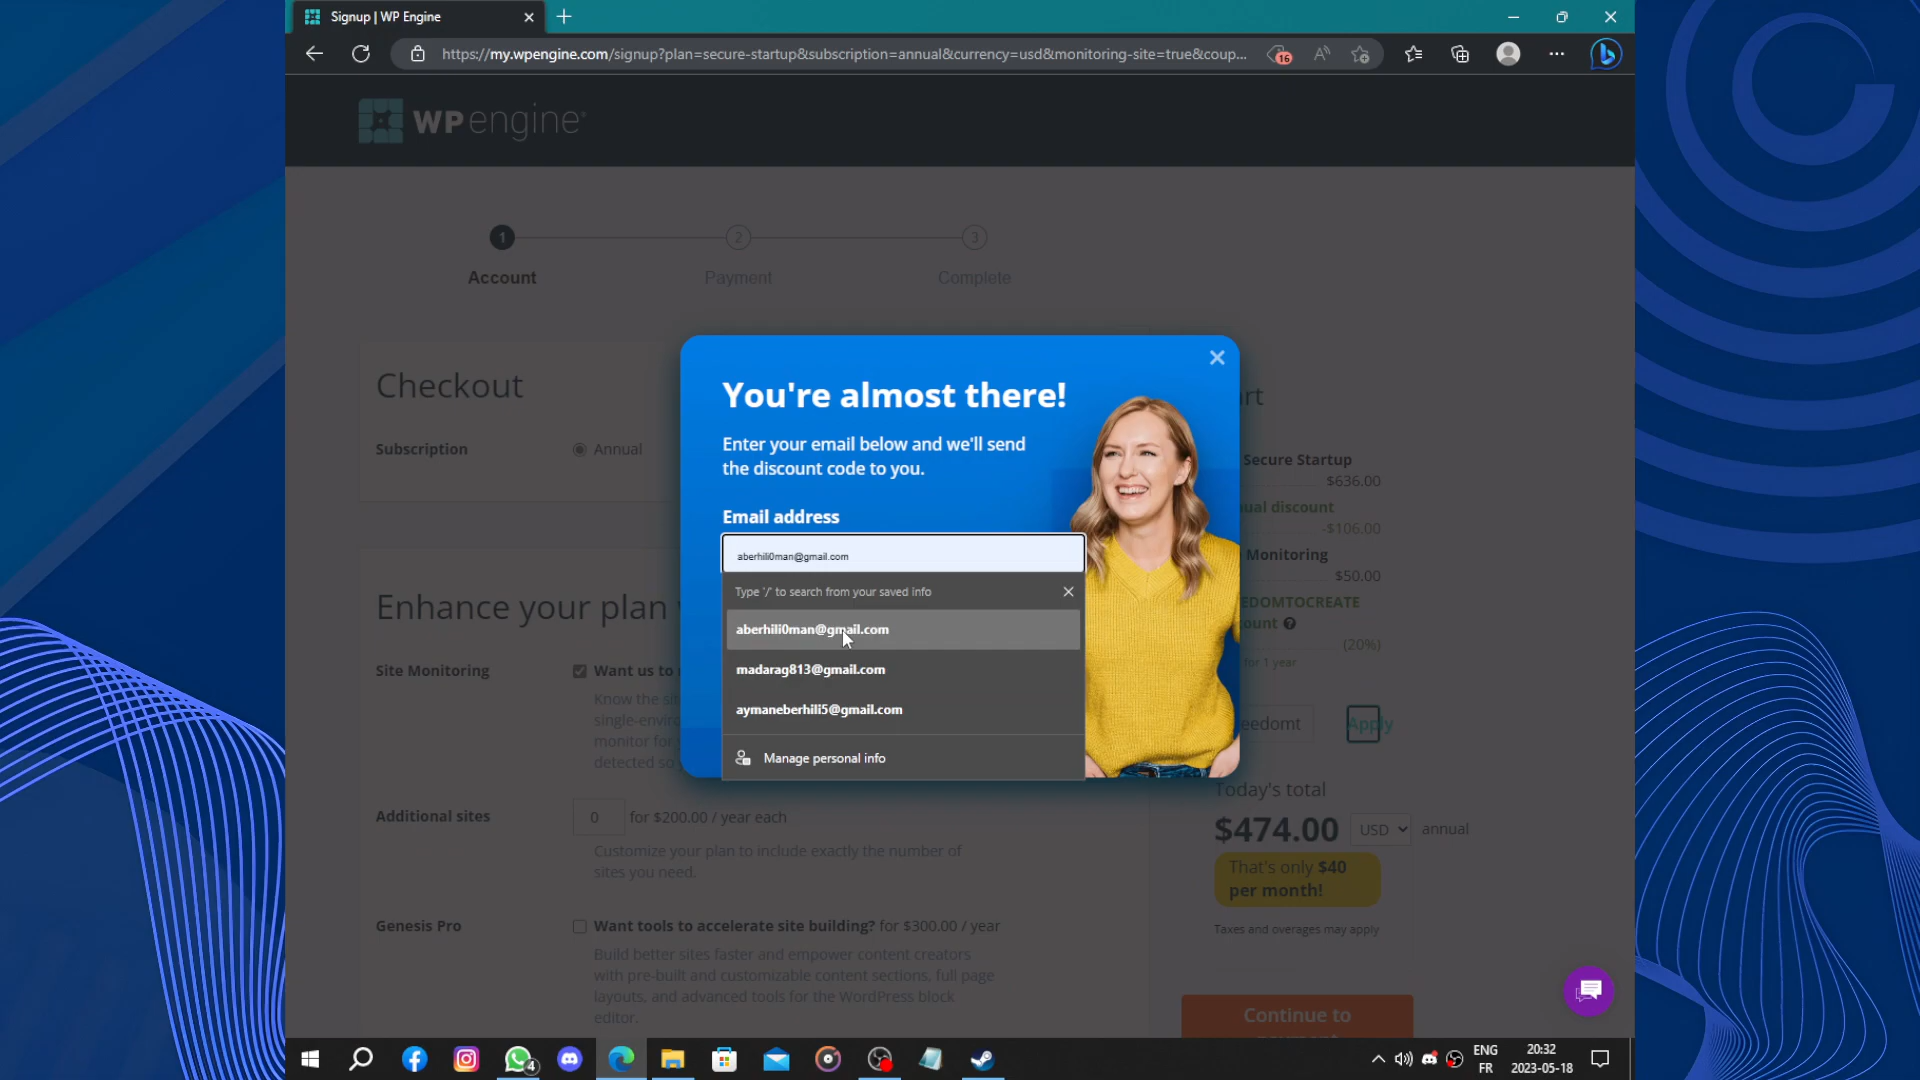 Signup | WP Engine
https://my.wpengine.com/signup?plan=secure-startup&subscription=annual&currency=usd&monitoring-site=true&coup...
16
WPengine
1
2
3
Account
Payment
Complete
Checkout
Subscription
Annual
You're almost there!
Enter your email below and we'll send
the discount code to you.
Email address
aberhili0man@gmail.com
Type '/' to search from your saved info
aberhili0man@gmail.com
madarag813@gmail.com
aymaneberhili5@gmail.com
Manage personal info
Secure Startup
$636.00
discount
-$106.00
Monitoring
$50.00
(20%)
for 1 year
Apply
Today's total
$474.00
USD
annual
That's only $40
per month!
Taxes and overages may apply
Continue to
Enhance your plan
Site Monitoring
Want us to
Know the
monitor for
detected so
Additional sites
0
for $200.00 / year each
Customize your plan to include exactly the number of
sites you need.
Genesis Pro
Want tools to accelerate site building? for $300.00 / year
Build better sites faster and empower content creators
with pre-built and customizable content sections, full page
layouts, and advanced tools for the WordPress block
editor.
4
ENG
FR
20:32
2023-05-18